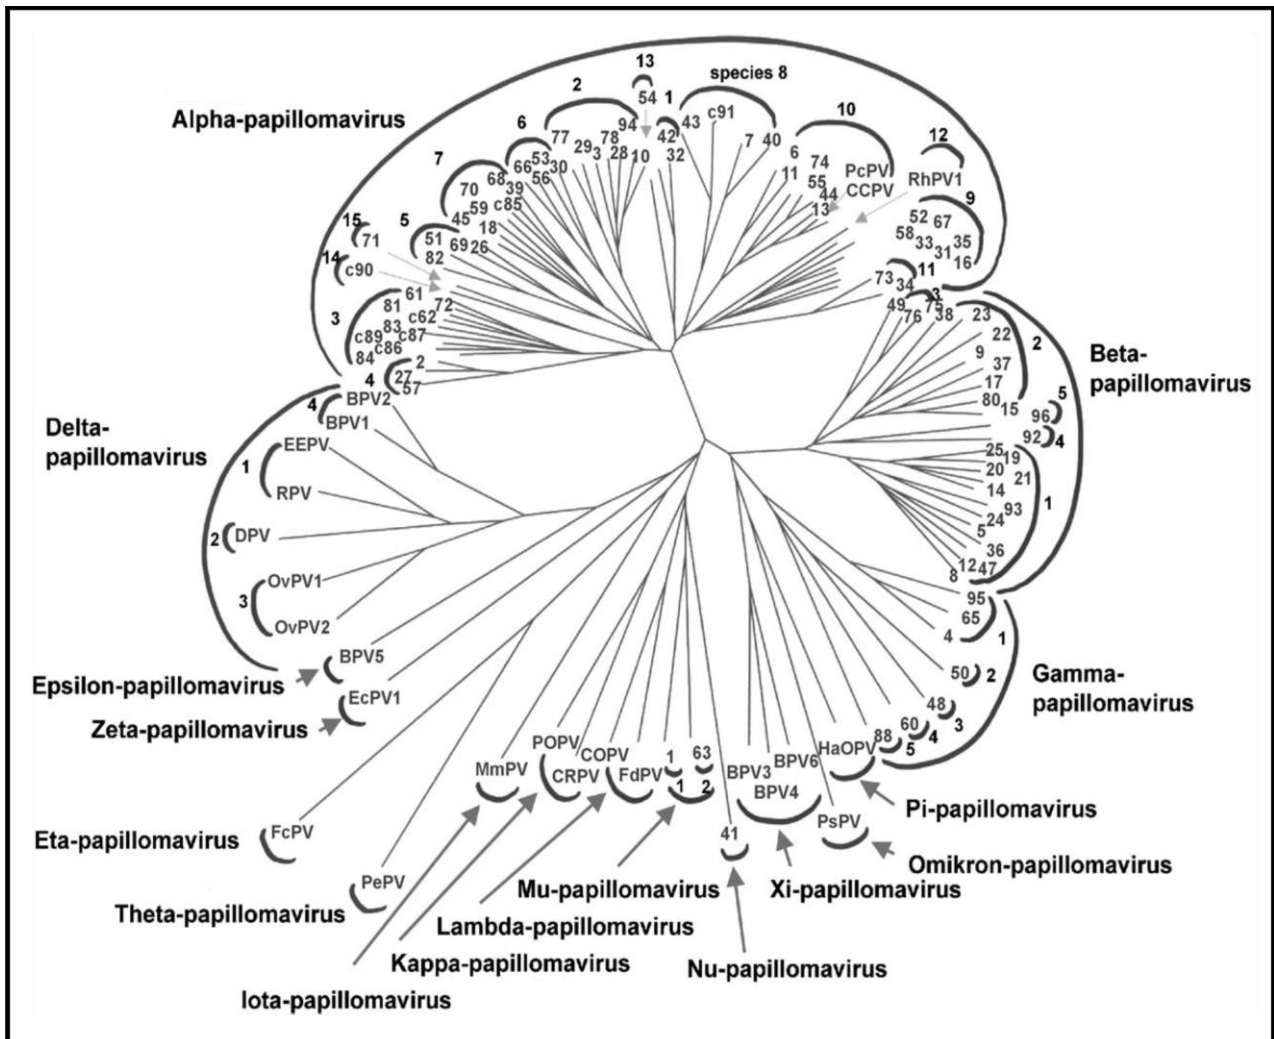 13
species 8
2
54
1
c91
43
10
Alpha-papillomavirus
94
6
77
78
42
7
40
12
29
3
28
10
32
6
74
7
53
66
30
56
11
55
PcPV
RhPV1
68
39
44
CCPV
9
70
59
c85
13
52
67
15
5
45
18
58
33
35
71
51
69
26
31
16
14
82
11
c90
73
34
3
61
49
75
81
72
76
38
23
3
83
c62
22
2
c89
c87
9
Beta-
84
c86
2
37
papillomavirus
4
27
17
57
80
15
5
4
BPV2
96
BPV1
92
4
Delta-
papillomavirus
EEPV
25
19
1
20
21
RPV
14
1
93
24
5
2
DPV
36
12
47
OvPV1
8
3
95
65
OvPV2
4
1
BPV5
Gamma-
papillomavirus
50
2
Epsilon-papillomavirus
EcPV1
48
3
Zeta-papillomavirus
60
4
88
5
POPV
COPV
1
63
HaOPV
MmPV
CRPV
FdPV
BPV3
BPV6
1
2
BPV4
Pi-papillomavirus
PsPV
Eta-papillomavirus
FcPV
41
Omikron-papillomavirus
PePV
Mu-papillomavirus
Xi-papillomavirus
Theta-papillomavirus
Lambda-papillomavirus
Kappa-papillomavirus
Nu-papillomavirus
Iota-papillomavirus